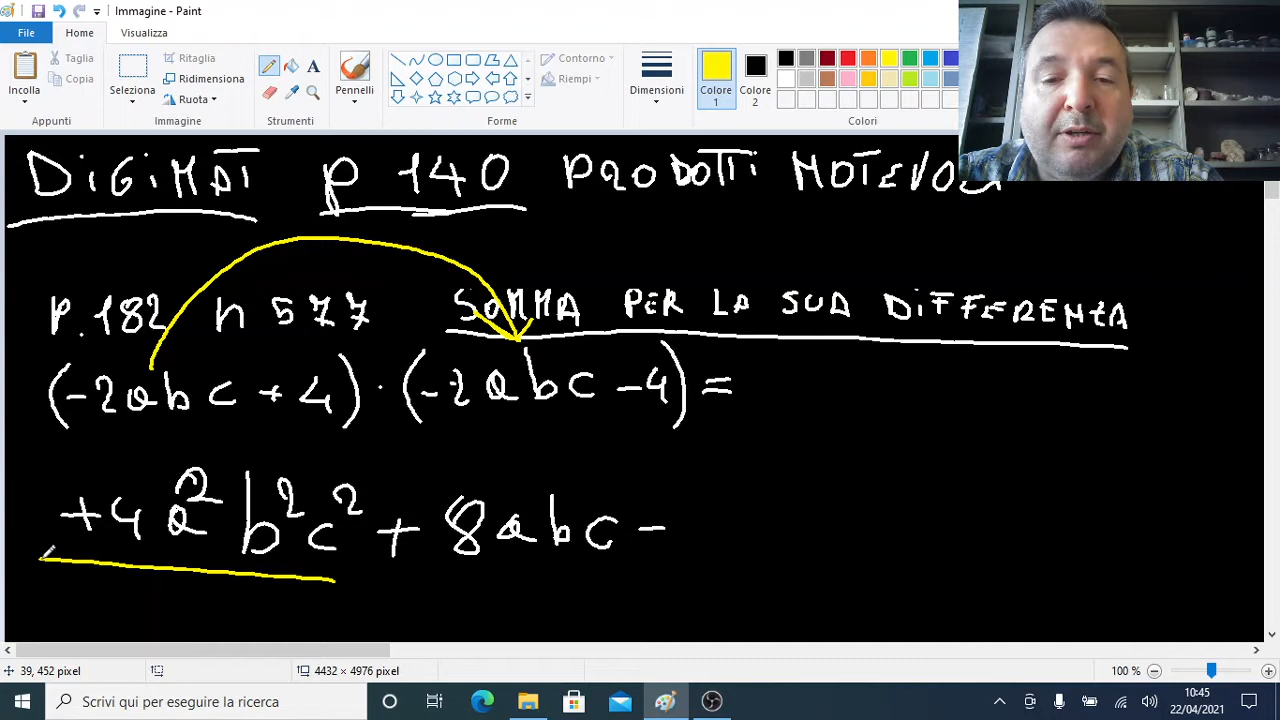 Immagine - Paint
File Home Visualizza
Incolla Taglia Copia Selezione Ritaglia Ridimensiona Ruota Pennelli Contorno Riempi Dimensioni Colore 1 Colore 2
Appunti Immagine Strumenti Forme Colori
DiGiMAT p 140 PRODOTTI NOTEVOLI
P.182 n 577 SOMMA PER LA SUA DIFFERENZA
(-2abc+4)·(-2abc-4)=
+4a²b²c²+8abc-
39, 452 pixel 4432 × 4976 pixel 100 %
Scrivi qui per eseguire la ricerca 10:45
22/04/2021